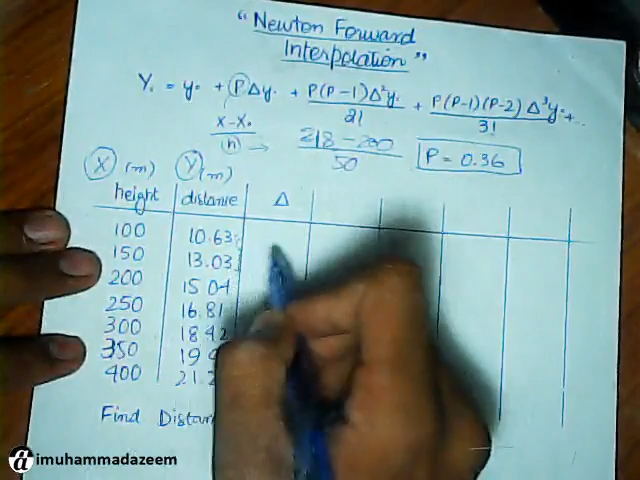 “Newton Forward
Interpolation”
Y. = y. + PΔy. + P(P-1)Δ²y. / 2! + P(P-1)(P-2) Δ³y. / 3! +...
X-X. / h → 218-200 / 50 P = 0.36
X (m) Y (m)
height distance Δ
100 10.63
150 13.03
200 15.04
250 16.81
300 18.42
350
400
Find
imuhammadazeem